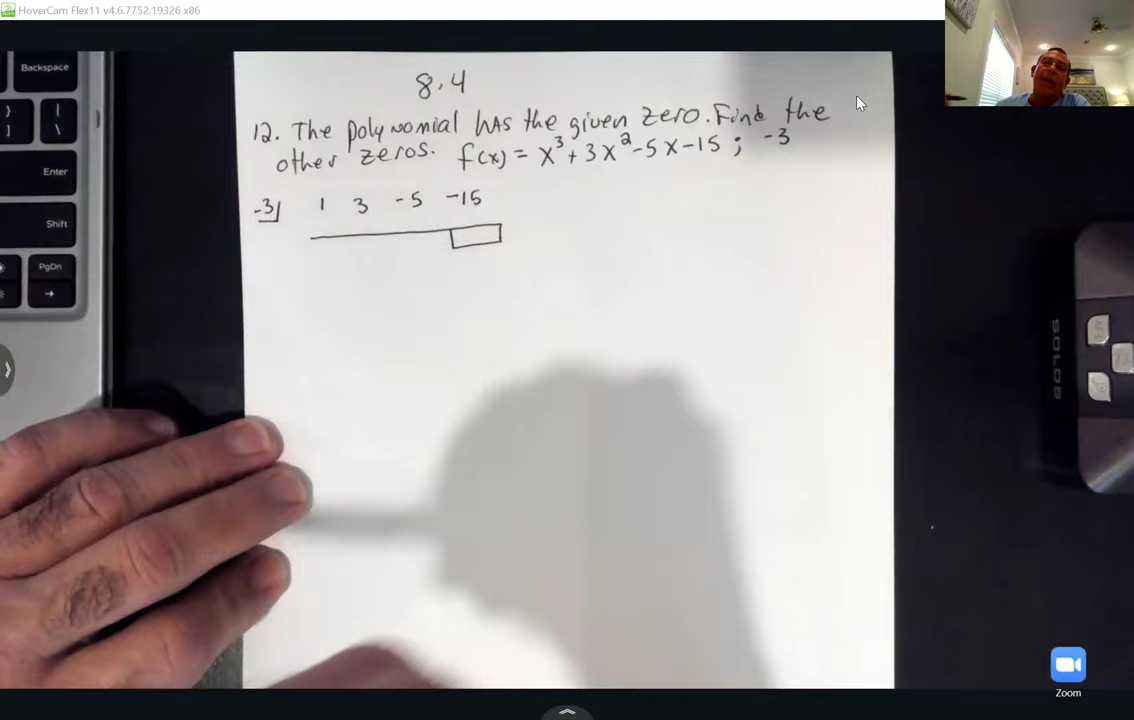 HoverCam Flex11 v4.6.7752.19326 x86
8.4
12. The polynomial has the given zero. Find the -3
other zeros. f(x) = x³ + 3x² - 5x - 15 ;
-3 1 3 -5 -15
Backspace
} |
] \
Enter
Shift
PgDn
→
SOLO8
Zoom